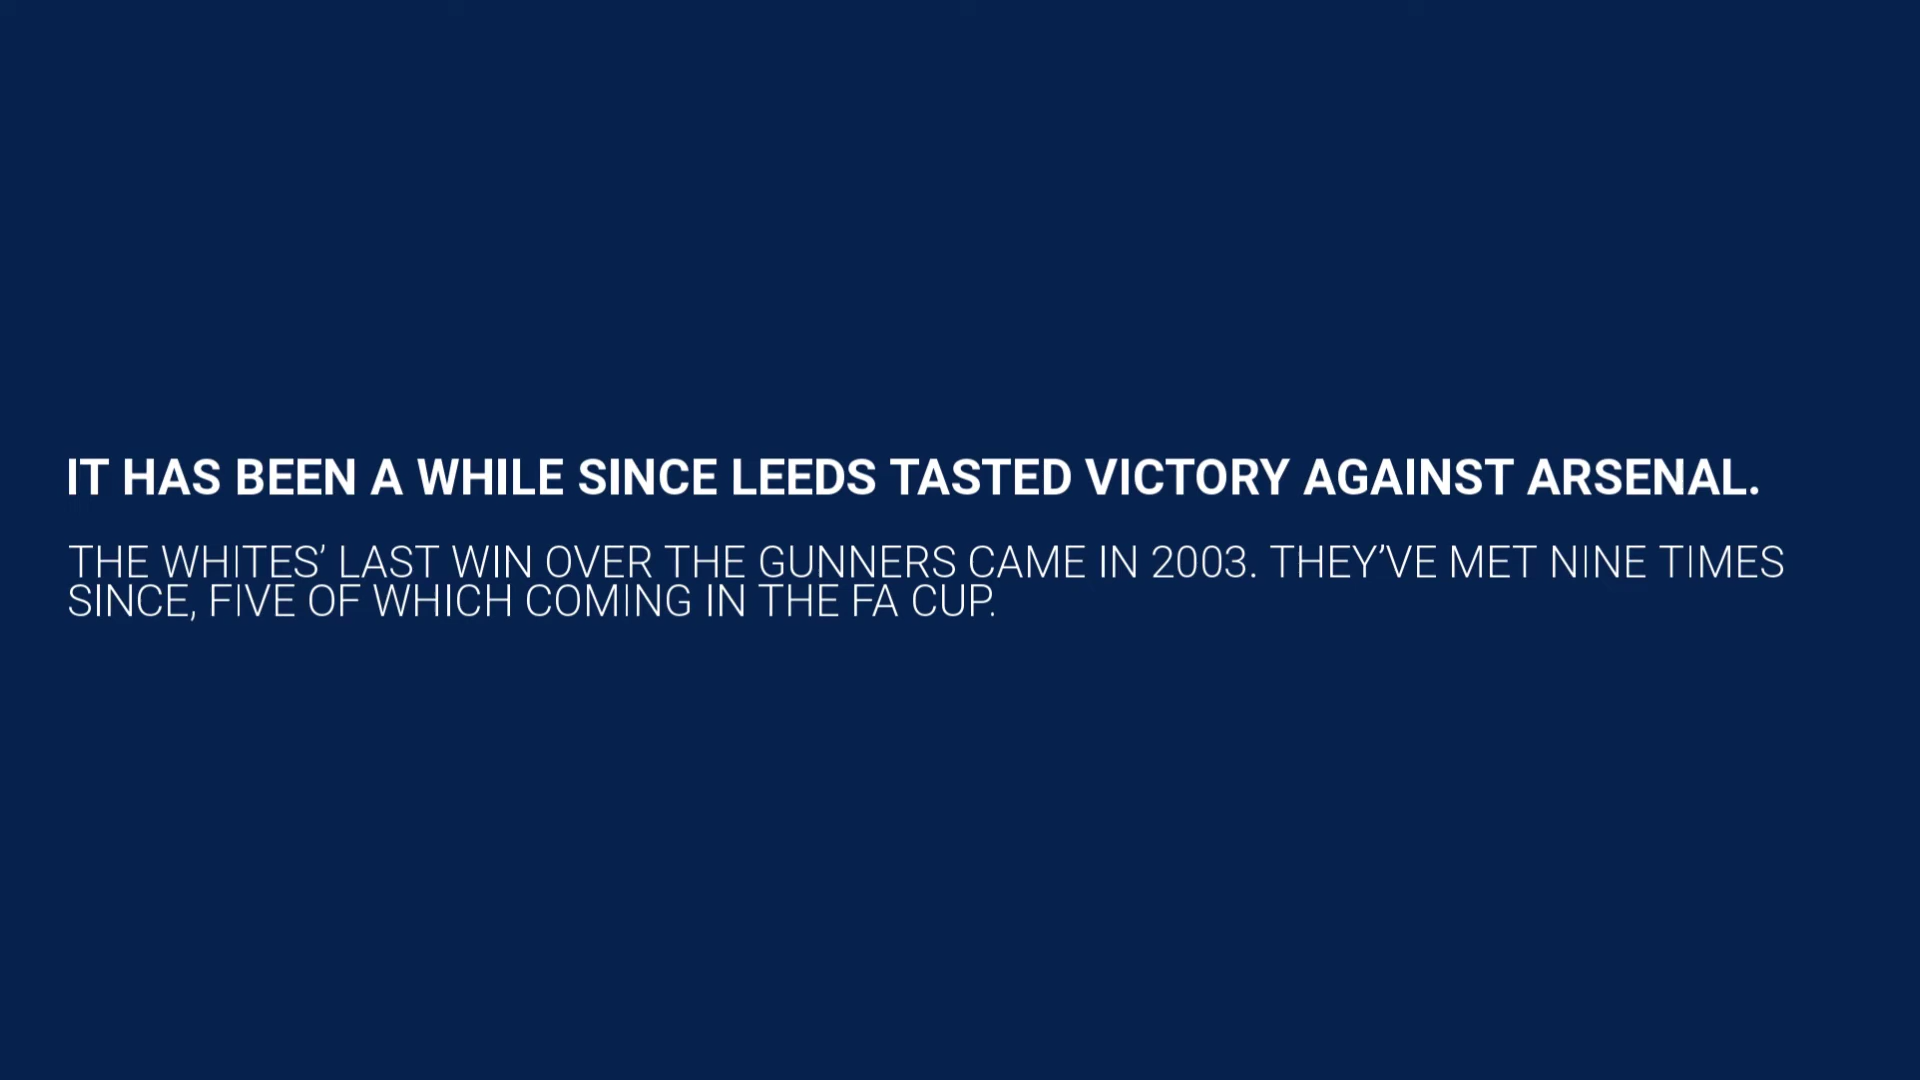 IT HAS BEEN A WHILE SINCE LEEDS TASTED VICTORY AGAINST ARSENAL.
THE WHITES’ LAST WIN OVER THE GUNNERS CAME IN 2003. THEY’VE MET NINE TIMES
SINCE, FIVE OF WHICH COMING IN THE FA CUP.